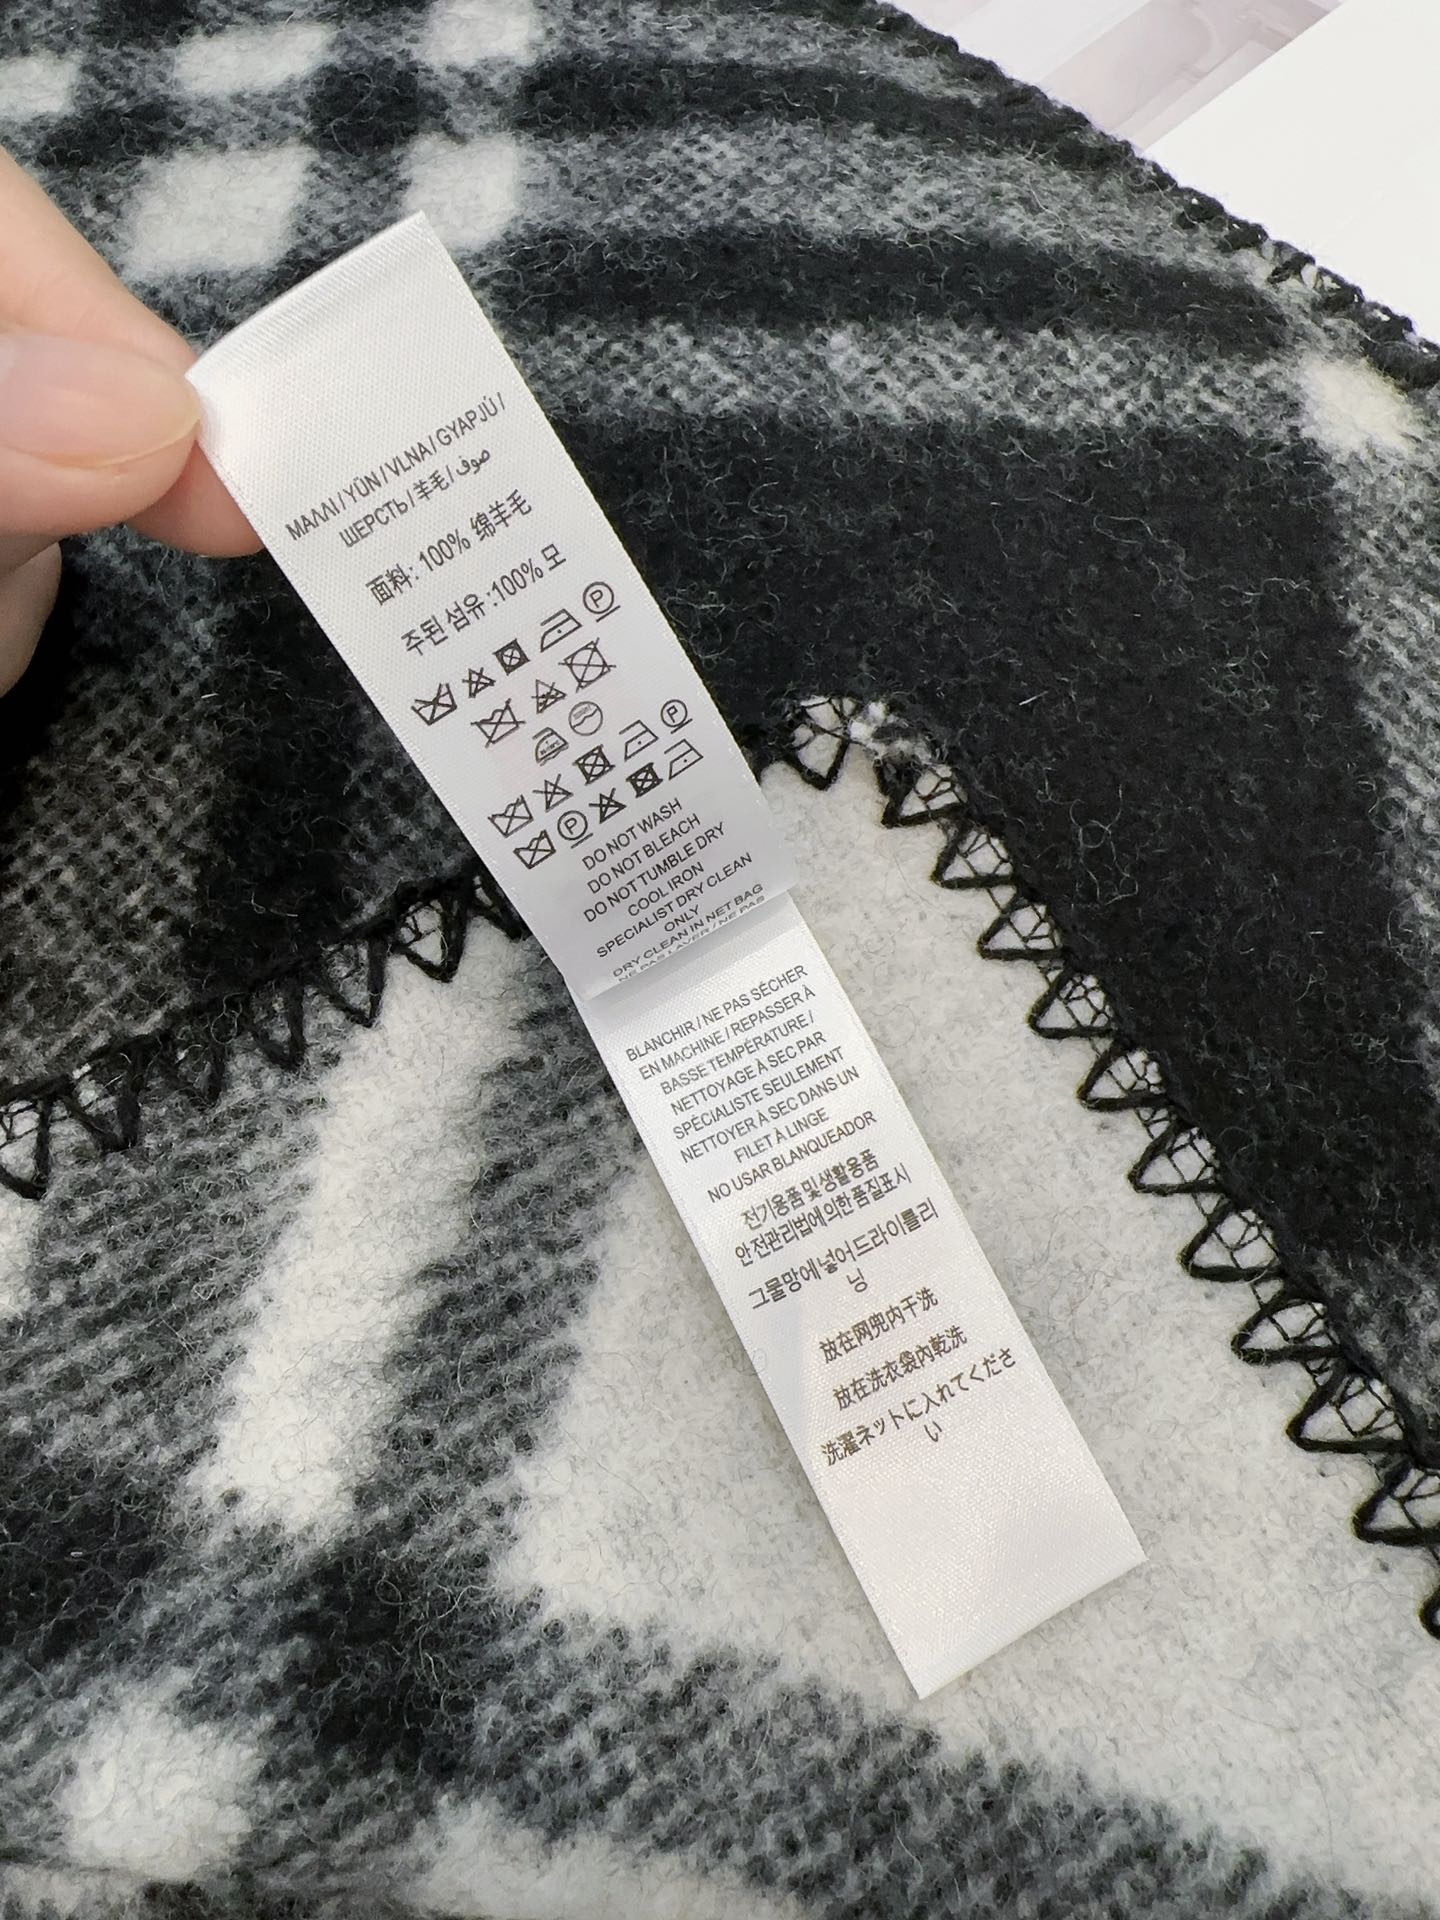 ΜΑΛΛΙ / YÜN / VLNA / GYAPJÚ /
ШЕРСТЬ / 羊毛 / صوف
面料: 100% 绵羊毛
주된 섬유 :100% 모
DO NOT WASH
DO NOT BLEACH
DO NOT TUMBLE DRY
COOL IRON
SPECIALIST DRY CLEAN
ONLY
DRY CLEAN IN NET BAG
NE PAS LAVER / NE PAS
BLANCHIR / NE PAS SÉCHER
EN MACHINE / REPASSER À
BASSE TEMPÉRATURE /
NETTOYAGE À SEC PAR
SPÉCIALISTE SEULEMENT
NETTOYER À SEC DANS UN
FILET À LINGE
NO USAR BLANQUEADOR
전기용품 및 생활용품
안전관리법에 의한 품질표시
그물망에 넣어 드라이클리
닝
放在网兜内干洗
放在洗衣袋內乾洗
洗濯ネットに入れてくださ
い